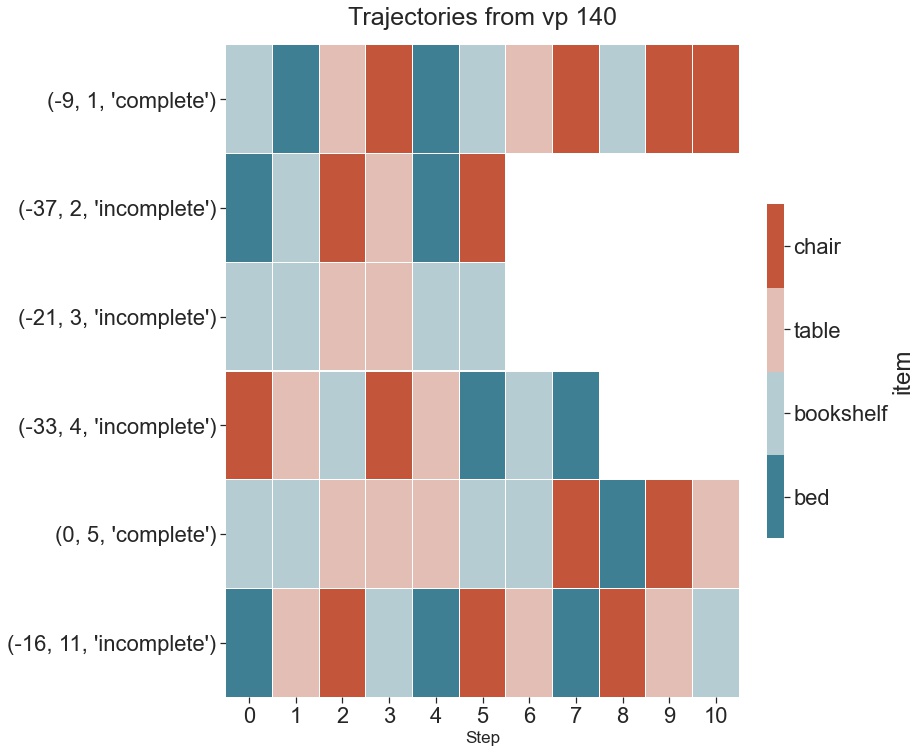 Trajectories from vp 140
(-9, 1, 'complete')
(-37, 2, 'incomplete')
(-21, 3, 'incomplete')
(-33, 4, 'incomplete')
(0, 5, 'complete')
(-16, 11, 'incomplete')
0 1 2 3 4 5 6 7 8 9 10
Step
chair
table
bookshelf
bed
item